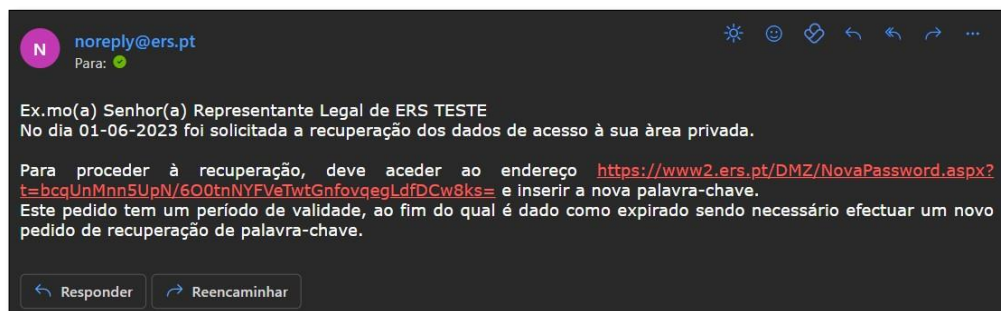 N
noreply@ers.pt
Para:
Ex.mo(a) Senhor(a) Representante Legal de ERS TESTE
No dia 01-06-2023 foi solicitada a recuperação dos dados de acesso à sua àrea privada.
Para proceder à recuperação, deve aceder ao endereço https://www2.ers.pt/DMZ/NovaPassword.aspx?
t=bcqUnMnn5UpN/6O0tnNYFVeTwtGnfovqegLdfDCw8ks= e inserir a nova palavra-chave.
Este pedido tem um período de validade, ao fim do qual é dado como expirado sendo necessário efectuar um novo
pedido de recuperação de palavra-chave.
Responder
Reencaminhar